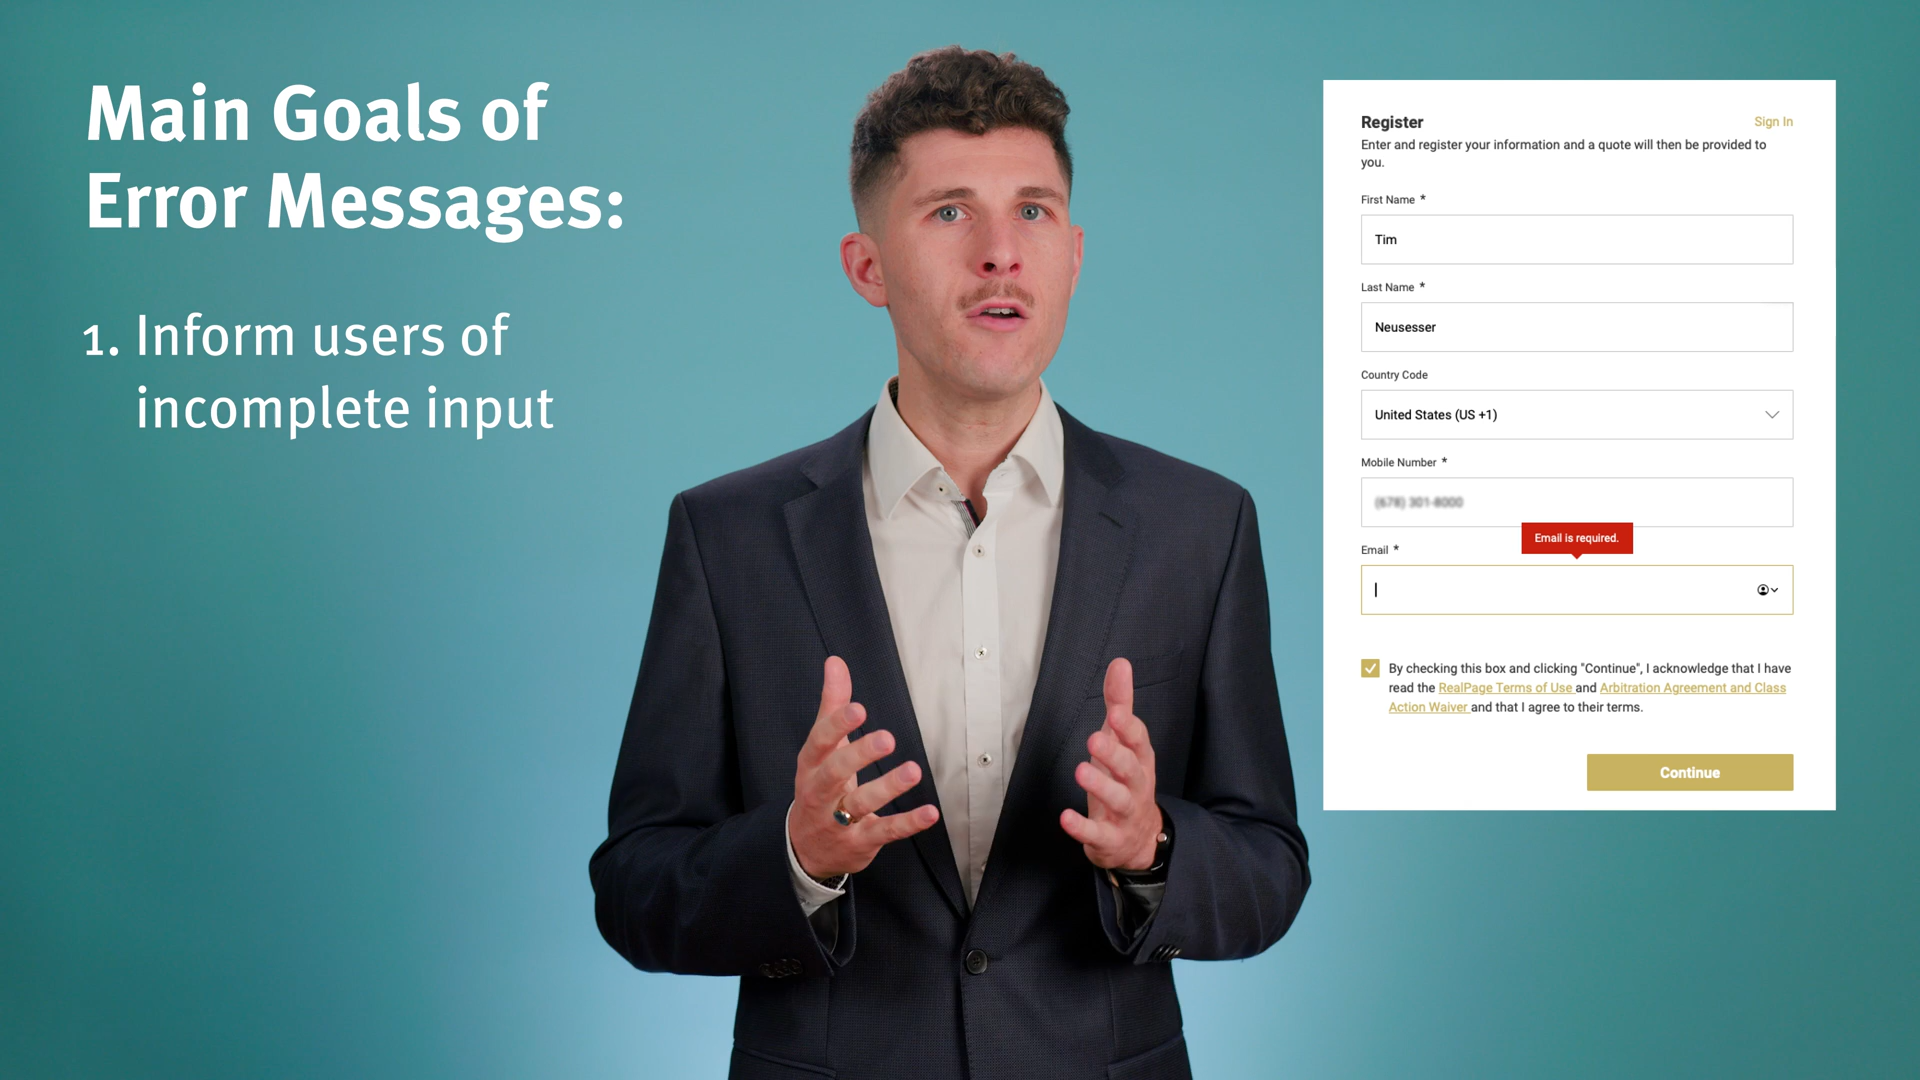 Main Goals of
Error Messages:
1. Inform users of
incomplete input
Register
Sign In
Enter and register your information and a quote will then be provided to
you.
First Name *
Tim
Last Name *
Neusesser
Country Code
United States (US +1)
Mobile Number *
Email is required.
Email *
By checking this box and clicking "Continue", I acknowledge that I have
read the RealPage Terms of Use and Arbitration Agreement and Class
Action Waiver and that I agree to their terms.
Continue